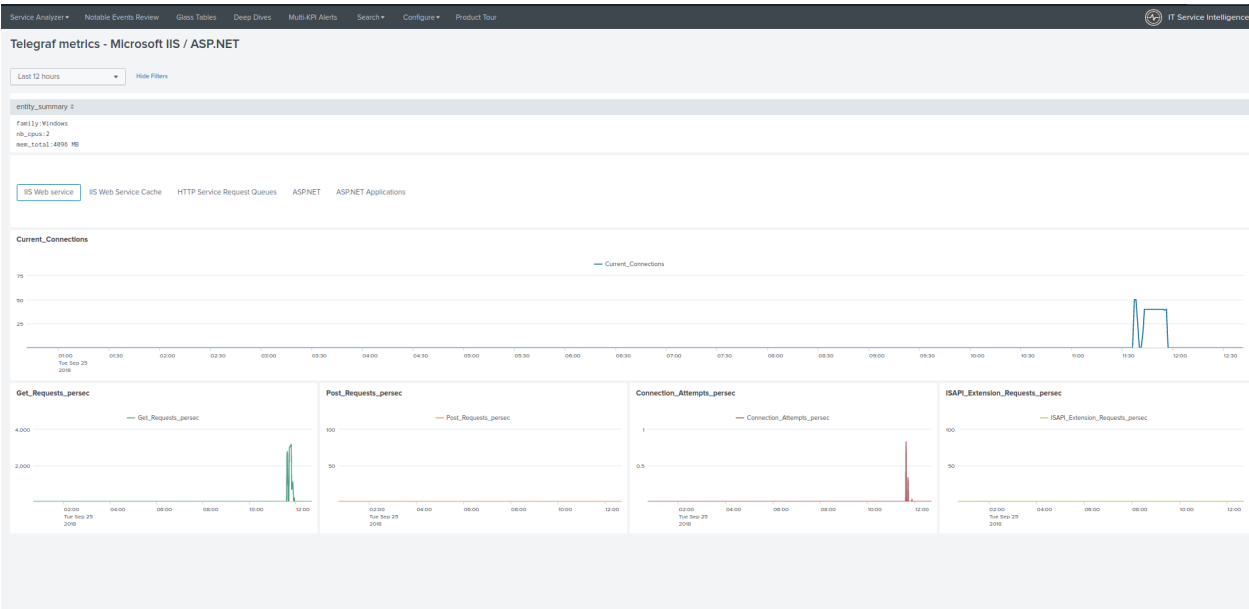 Service Analyzer▾ Notable Events Review Glass Tables Deep Dives Multi-KPI Alerts Search▾ Configure▾ Product Tour IT Service Intelligence
Telegraf metrics - Microsoft IIS / ASP.NET
Last 12 hours Hide Filters
entity_summary
family:Windows
nb_cpus:2
mem_total:4096 MB
IIS Web service IIS Web Service Cache HTTP Service Request Queues ASP.NET ASP.NET Applications
Current_Connections
Current_Connections
75
50
25
01:00 01:30 02:00 02:30 03:00 03:30 04:00 04:30 05:00 05:30 06:00 06:30 07:00 07:30 08:00 08:30 09:00 09:30 10:00 10:30 11:00 11:30 12:00 12:30
Tue Sep 25
2018
Get_Requests_persec
Get_Requests_persec
4,000
2,000
02:00 04:00 06:00 08:00 10:00 12:00
Tue Sep 25
2018
Post_Requests_persec
Post_Requests_persec
100
50
02:00 04:00 06:00 08:00 10:00 12:00
Tue Sep 25
2018
Connection_Attempts_persec
Connection_Attempts_persec
1
0.5
02:00 04:00 06:00 08:00 10:00 12:00
Tue Sep 25
2018
ISAPI_Extension_Requests_persec
ISAPI_Extension_Requests_persec
100
50
02:00 04:00 06:00 08:00 10:00 12:00
Tue Sep 25
2018